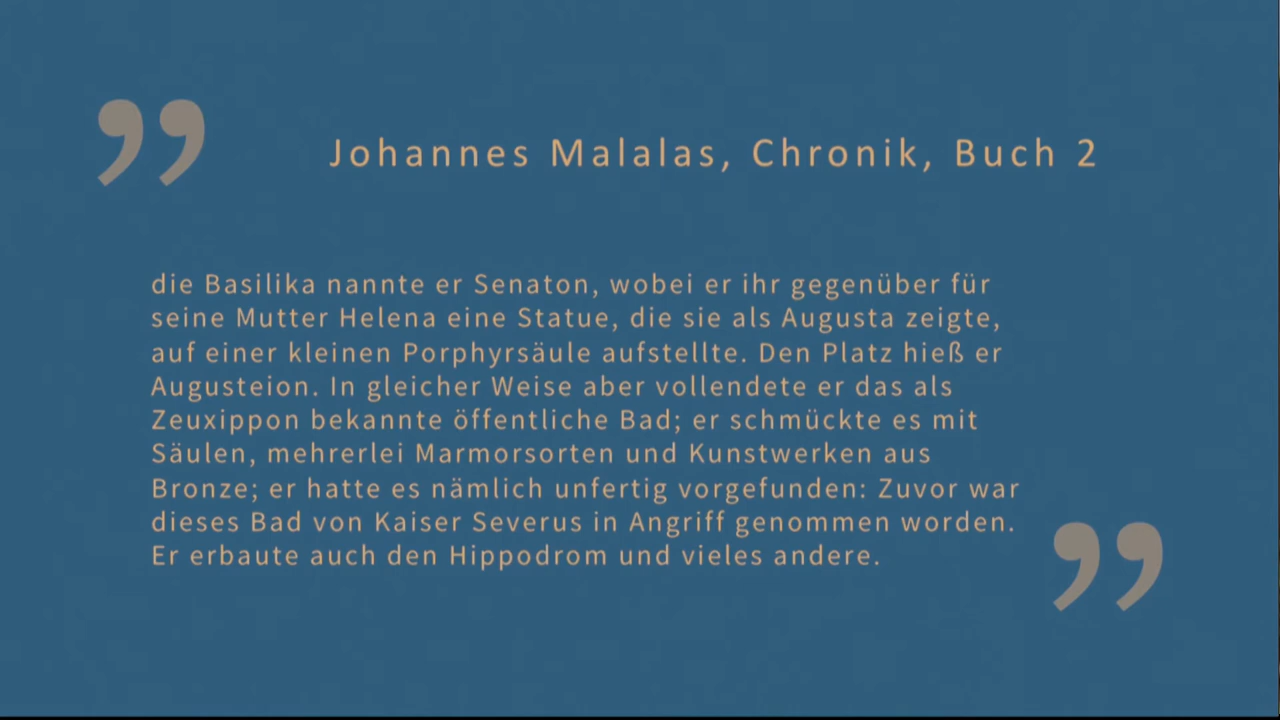 Johannes Malalas, Chronik, Buch 2
die Basilika nannte er Senaton, wobei er ihr gegenüber für
seine Mutter Helena eine Statue, die sie als Augusta zeigte,
auf einer kleinen Porphyrsäule aufstellte. Den Platz hieß er
Augusteion. In gleicher Weise aber vollendete er das als
Zeuxippon bekannte öffentliche Bad; er schmückte es mit
Säulen, mehrerlei Marmorsorten und Kunstwerken aus
Bronze; er hatte es nämlich unfertig vorgefunden: Zuvor war
dieses Bad von Kaiser Severus in Angriff genommen worden.
Er erbaute auch den Hippodrom und vieles andere.